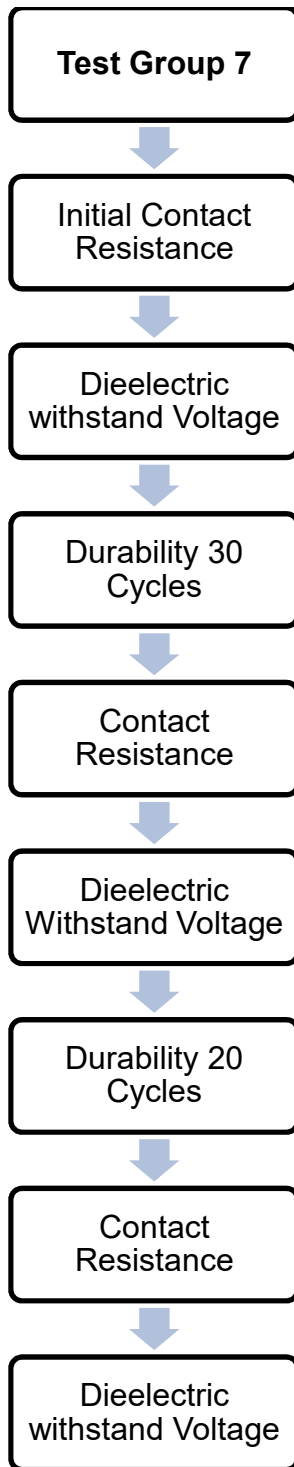 Test Group 7
Initial Contact
Resistance
Dieelectric
withstand Voltage
Durability 30
Cycles
Contact
Resistance
Dieelectric
Withstand Voltage
Durability 20
Cycles
Contact
Resistance
Dieelectric
withstand Voltage